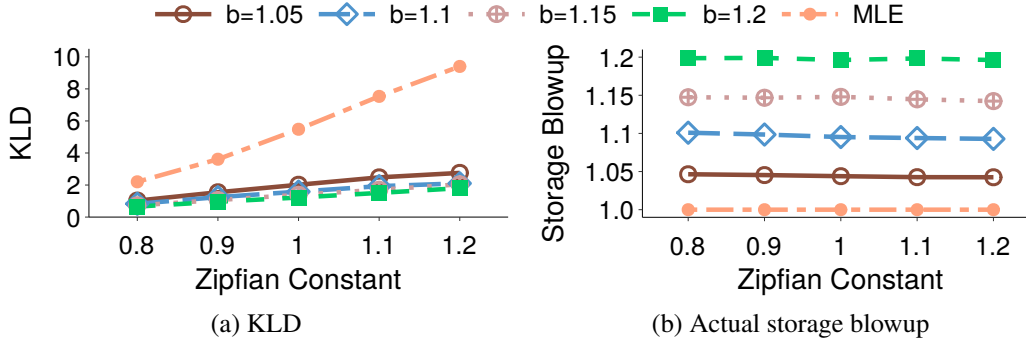 b=1.05 b=1.1 b=1.15 b=1.2 MLE
KLD
10
8
6
4
2
0
0.8 0.9 1 1.1 1.2
Zipfian Constant
(a) KLD
Storage Blowup
1.2
1.15
1.1
1.05
1.0
0.8 0.9 1 1.1 1.2
Zipfian Constant
(b) Actual storage blowup